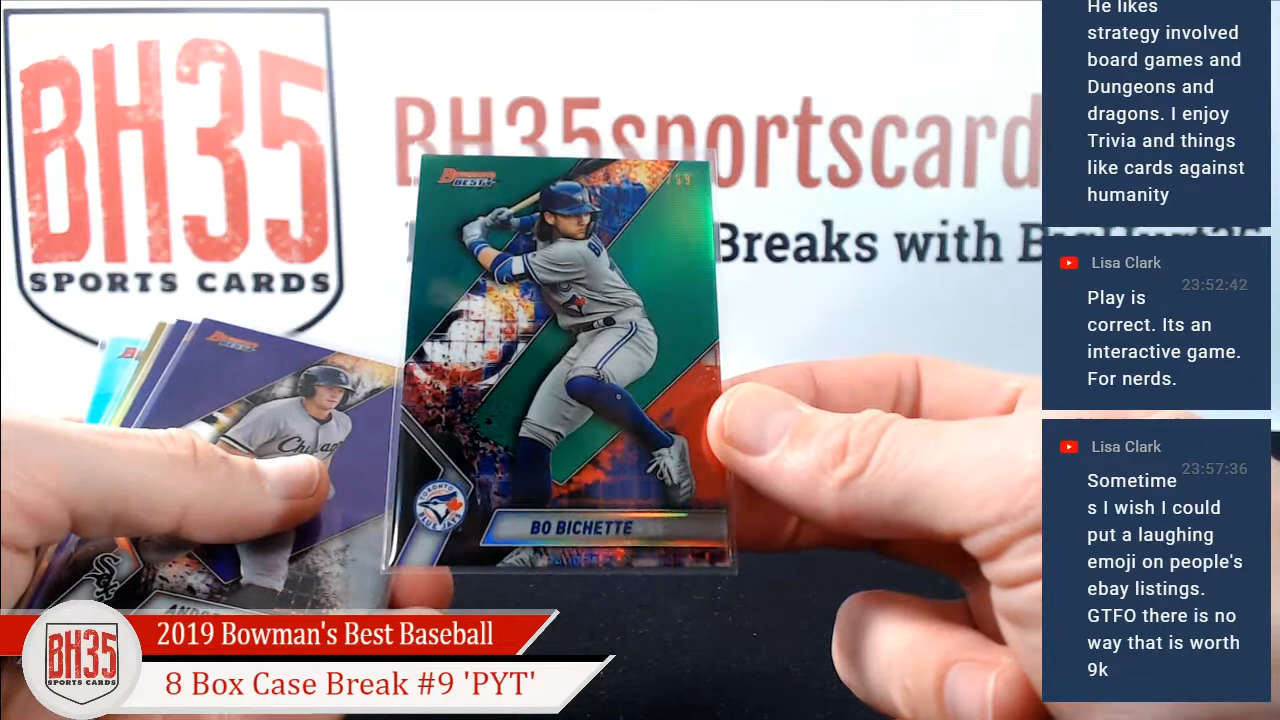 BH35
SPORTS CARDS
BH35sportscard
Breaks with
BOWMAN'S
BEST
/99
BO BICHETTE
TORONTO
BLUE JAYS
BEST
Chicago
2019 Bowman's Best Baseball
8 Box Case Break #9 'PYT'
BH35
SPORTS CARDS
He likes
strategy involved
board games and
Dungeons and
dragons. I enjoy
Trivia and things
like cards against
humanity
Lisa Clark
23:52:42
Play is
correct. Its an
interactive game.
For nerds.
Lisa Clark
23:57:36
Sometime
s I wish I could
put a laughing
emoji on people's
ebay listings.
GTFO there is no
way that is worth
9k